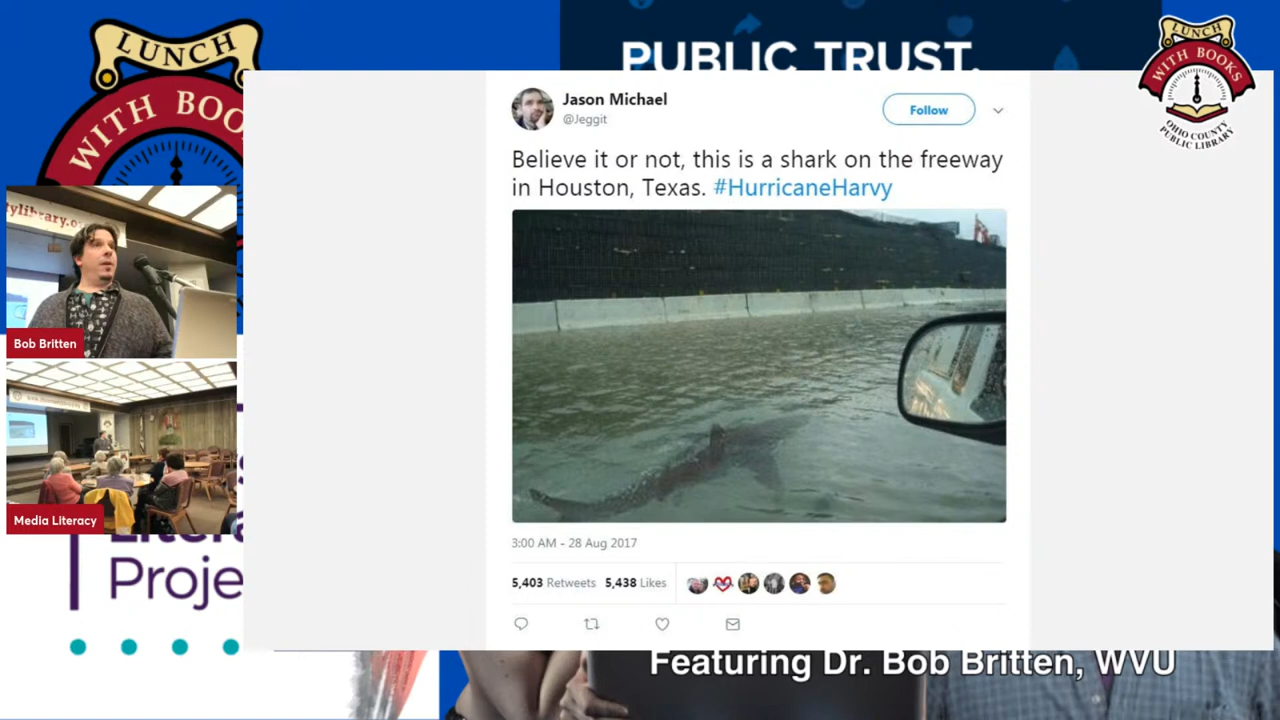 LUNCH
WITH BOO
PUBLIC TRUST.
LUNCH
WITH BOOKS
OHIO COUNTY
PUBLIC LIBRARY
Jason Michael
@Jeggit
Follow
Believe it or not, this is a shark on the freeway
in Houston, Texas. #HurricaneHarvy
3:00 AM - 28 Aug 2017
5,403 Retweets 5,438 Likes
ylibrary.o
Bob Britten
Media Literacy
Litera
Proje
Featuring Dr. Bob Britten, WVU